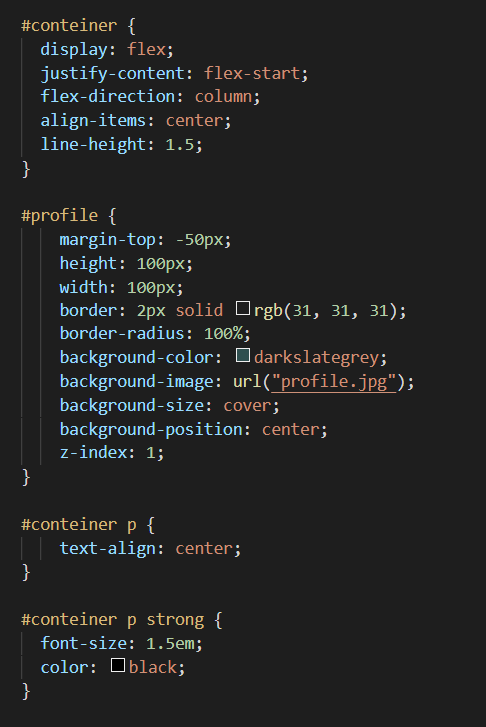 #conteiner {
display: flex;
justify-content: flex-start;
flex-direction: column;
align-items: center;
line-height: 1.5;
}
#profile {
margin-top: -50px;
height: 100px;
width: 100px;
border: 2px solid rgb(31, 31, 31);
border-radius: 100%;
background-color: darkslategrey;
background-image: url("profile.jpg");
background-size: cover;
background-position: center;
z-index: 1;
}
#conteiner p {
text-align: center;
}
#conteiner p strong {
font-size: 1.5em;
color: black;
}